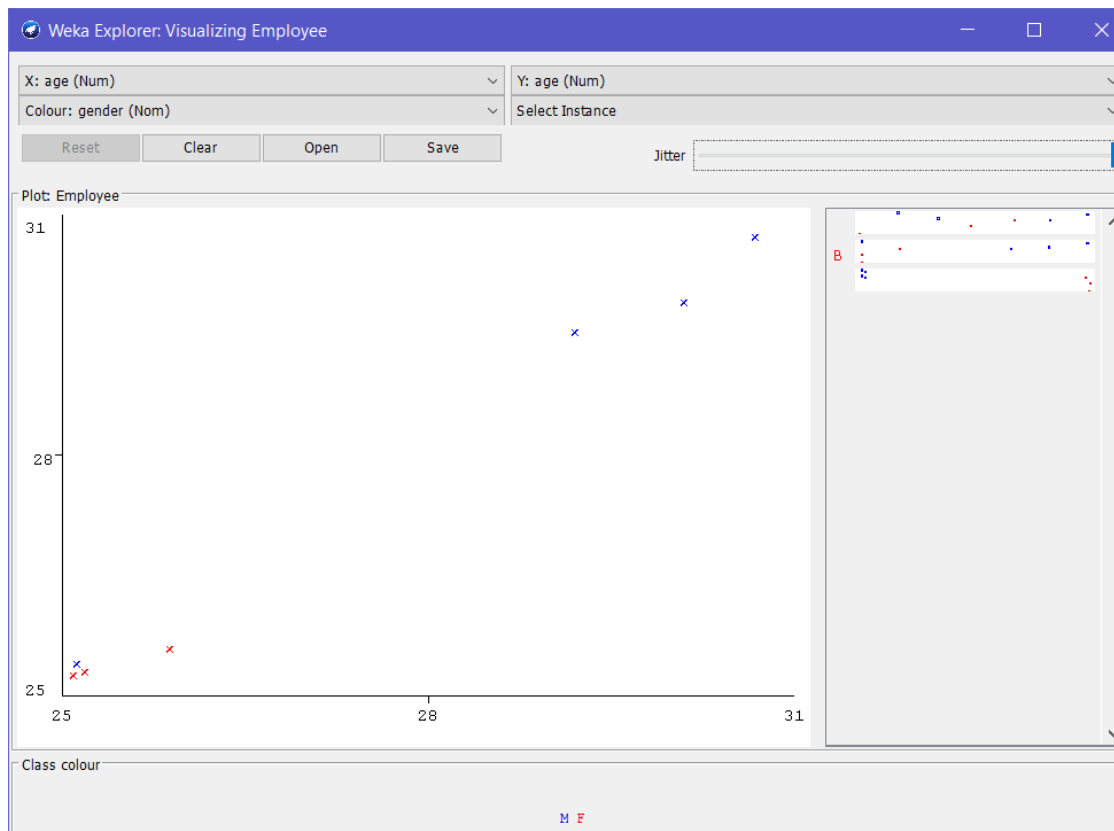 Weka Explorer: Visualizing Employee
X: age (Num) Y: age (Num)
Colour: gender (Nom) Select Instance
Reset Clear Open Save Jitter
Plot: Employee
31
B
28
25
25 28 31
Class colour
M F